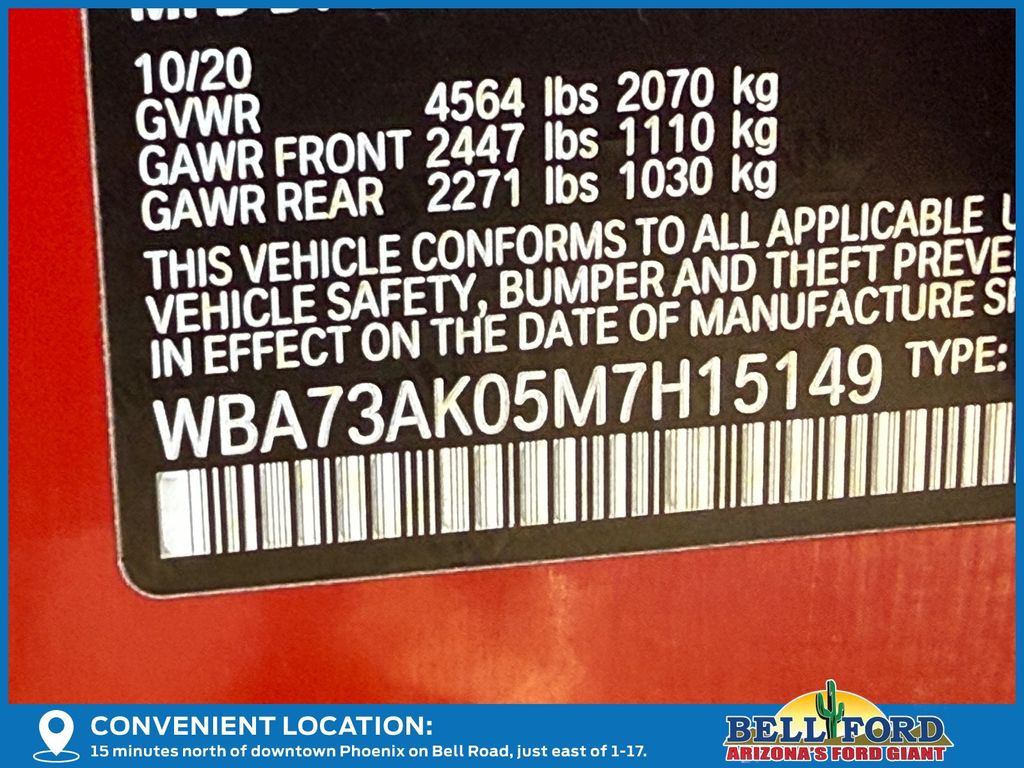 10/20
GVWR 4564 lbs 2070 kg
GAWR FRONT 2447 lbs 1110 kg
GAWR REAR 2271 lbs 1030 kg
THIS VEHICLE CONFORMS TO ALL APPLICABLE
VEHICLE SAFETY, BUMPER AND THEFT PREVE
IN EFFECT ON THE DATE OF MANUFACTURE
WBA73AK05M7H15149 TYPE:
CONVENIENT LOCATION:
15 minutes north of downtown Phoenix on Bell Road, just east of 1-17.
BELL FORD
ARIZONA'S FORD GIANT